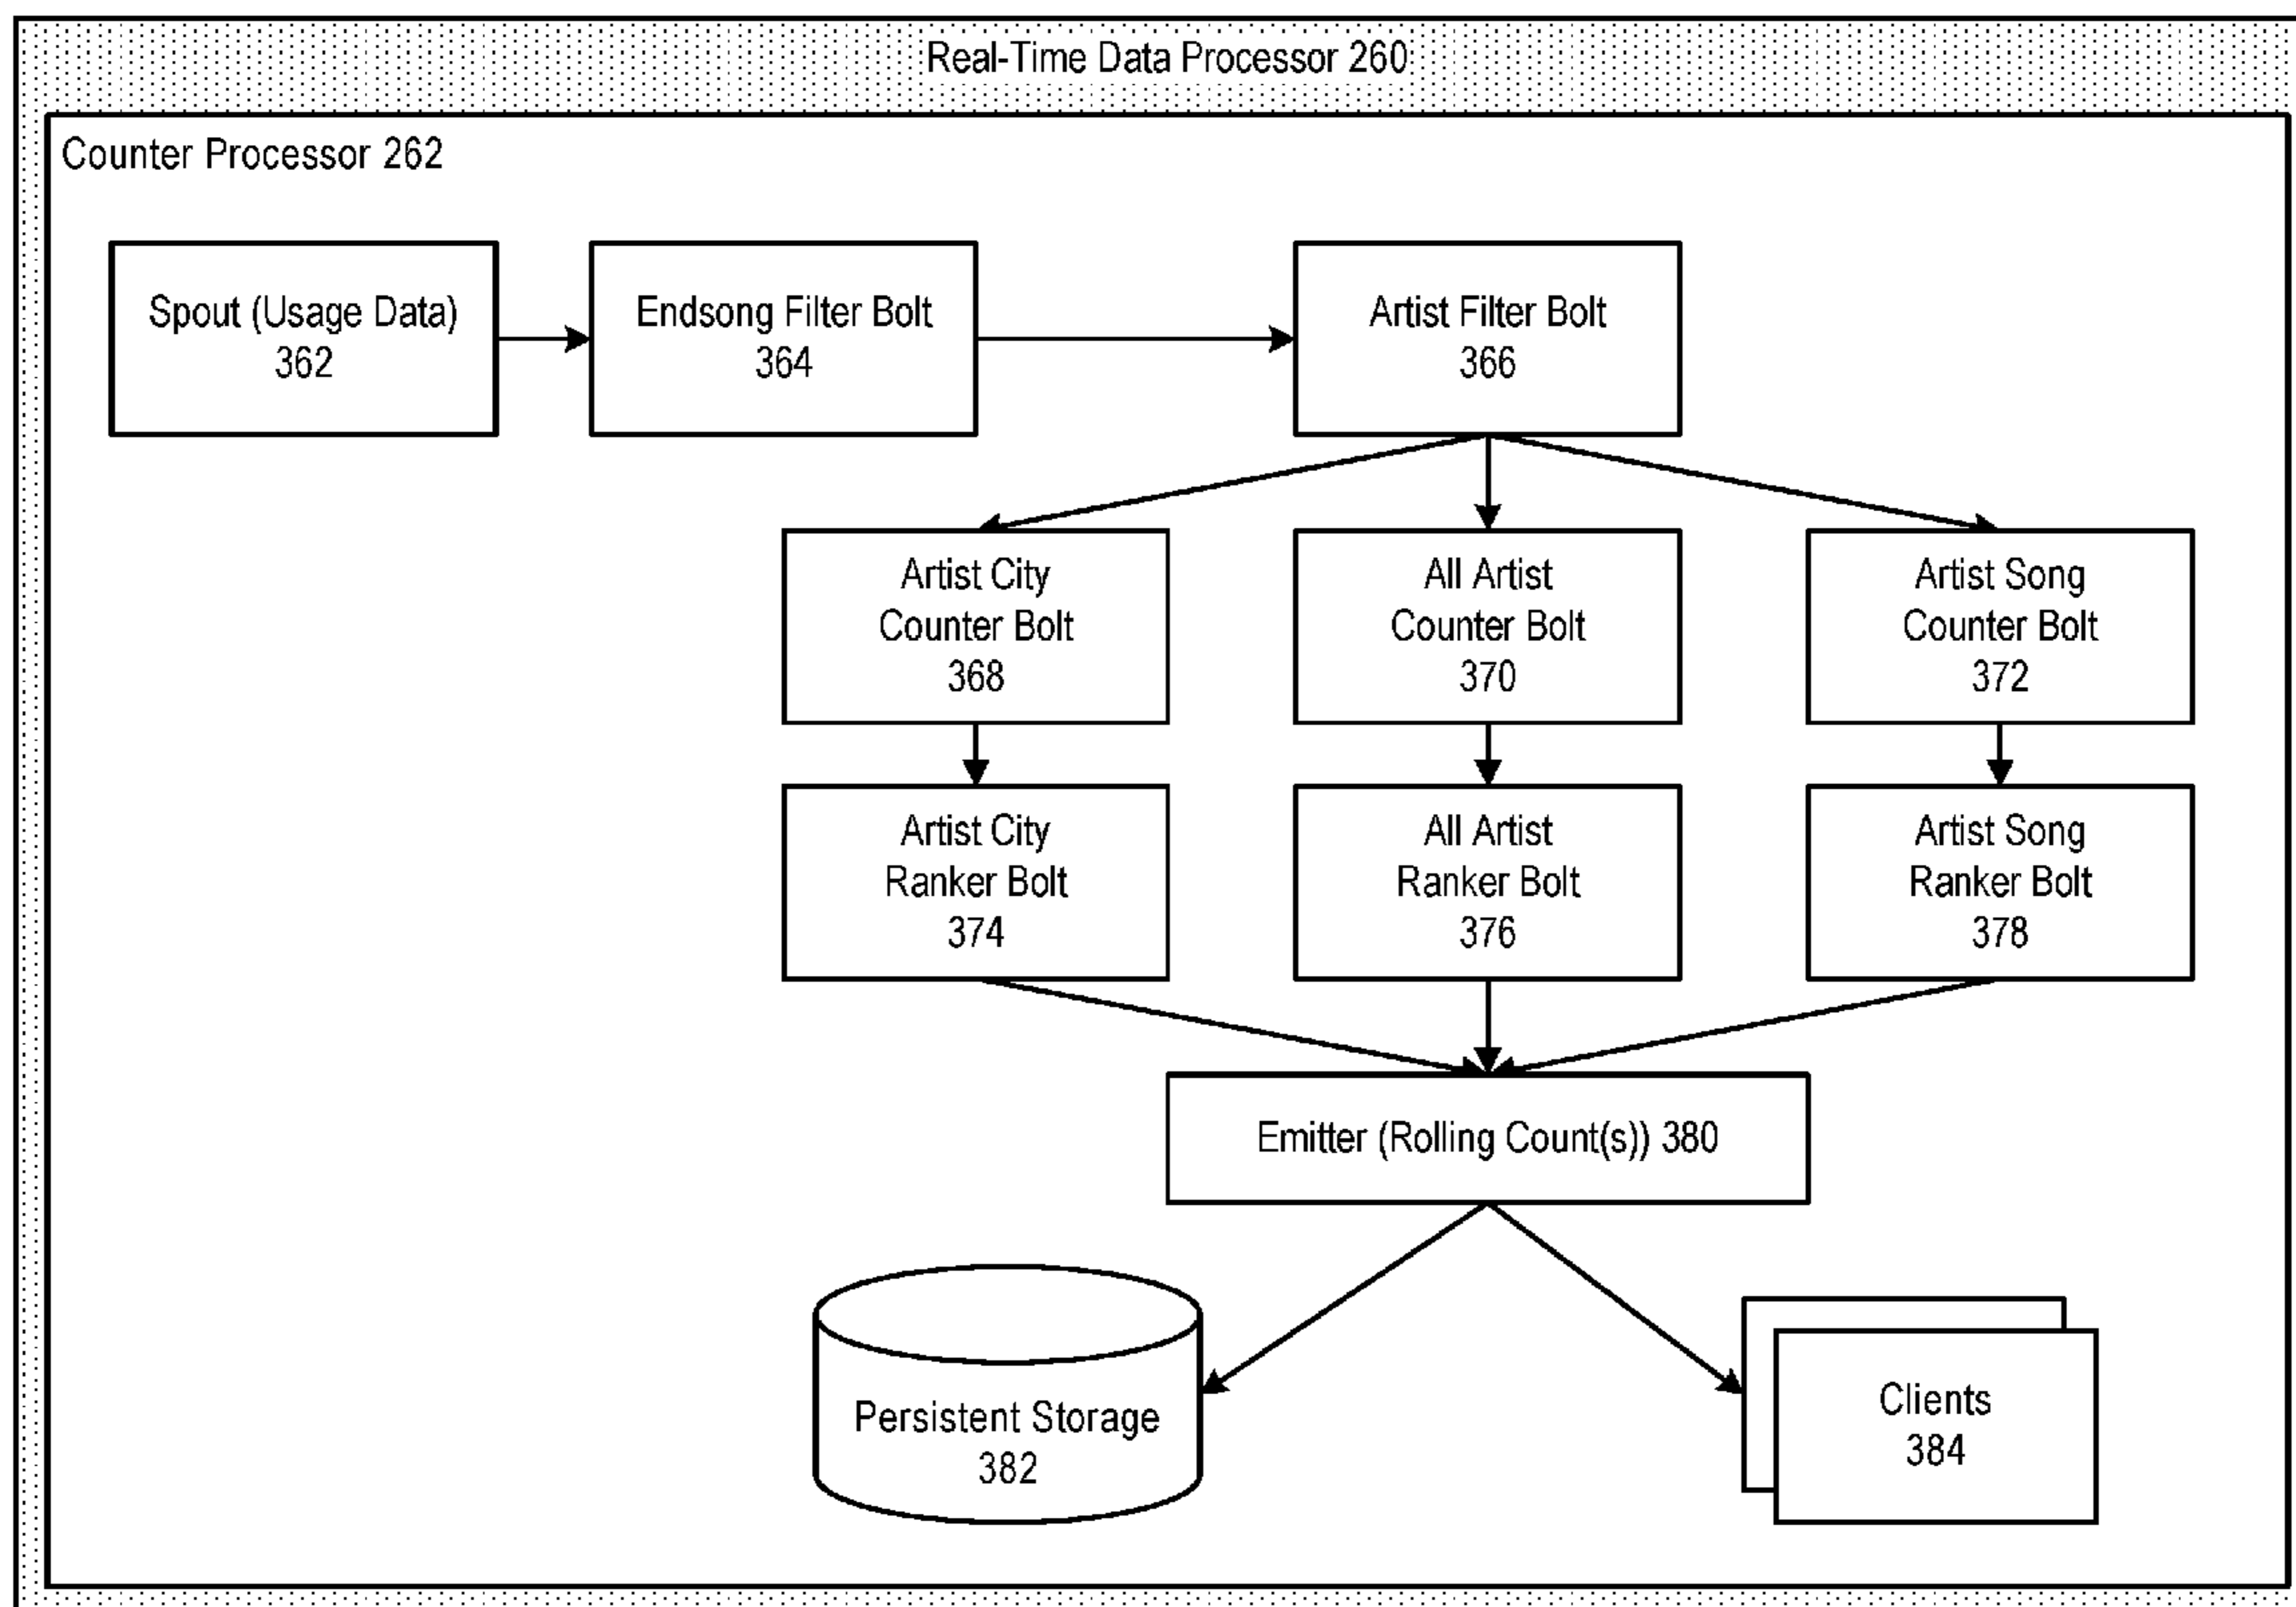 Real-Time Data Processor 260
Counter Processor 262
Spout (Usage Data)
362
Endsong Filter Bolt
364
Artist Filter Bolt
366
Artist City
Counter Bolt
368
All Artist
Counter Bolt
370
Artist Song
Counter Bolt
372
Artist City
Ranker Bolt
374
All Artist
Ranker Bolt
376
Artist Song
Ranker Bolt
378
Emitter (Rolling Count(s)) 380
Persistent Storage
382
Clients
384